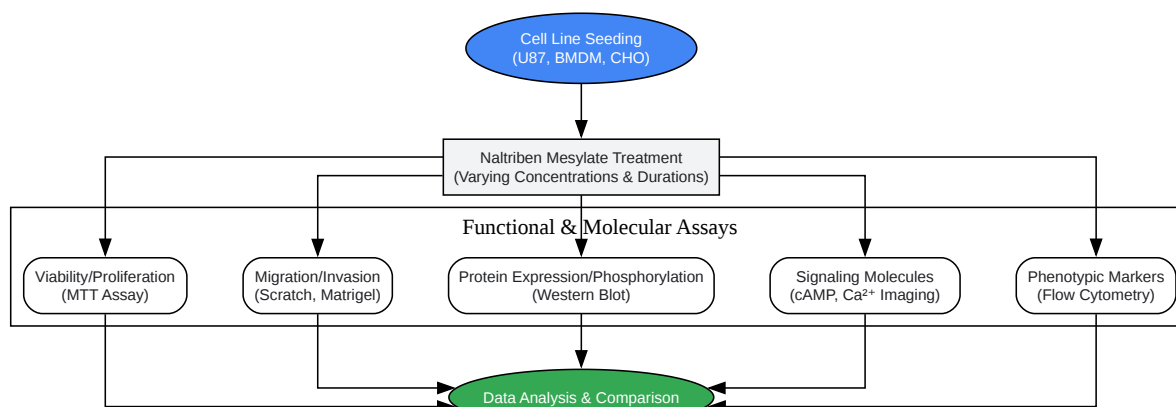 Cell Line Seeding
(U87, BMDM, CHO)
Naltriben Mesylate Treatment
(Varying Concentrations & Durations)
Functional & Molecular Assays
Viability/Proliferation
(MTT Assay)
Migration/Invasion
(Scratch, Matrigel)
Protein Expression/Phosphorylation
(Western Blot)
Signaling Molecules
(cAMP, Ca²⁺ Imaging)
Phenotypic Markers
(Flow Cytometry)
Data Analysis & Comparison